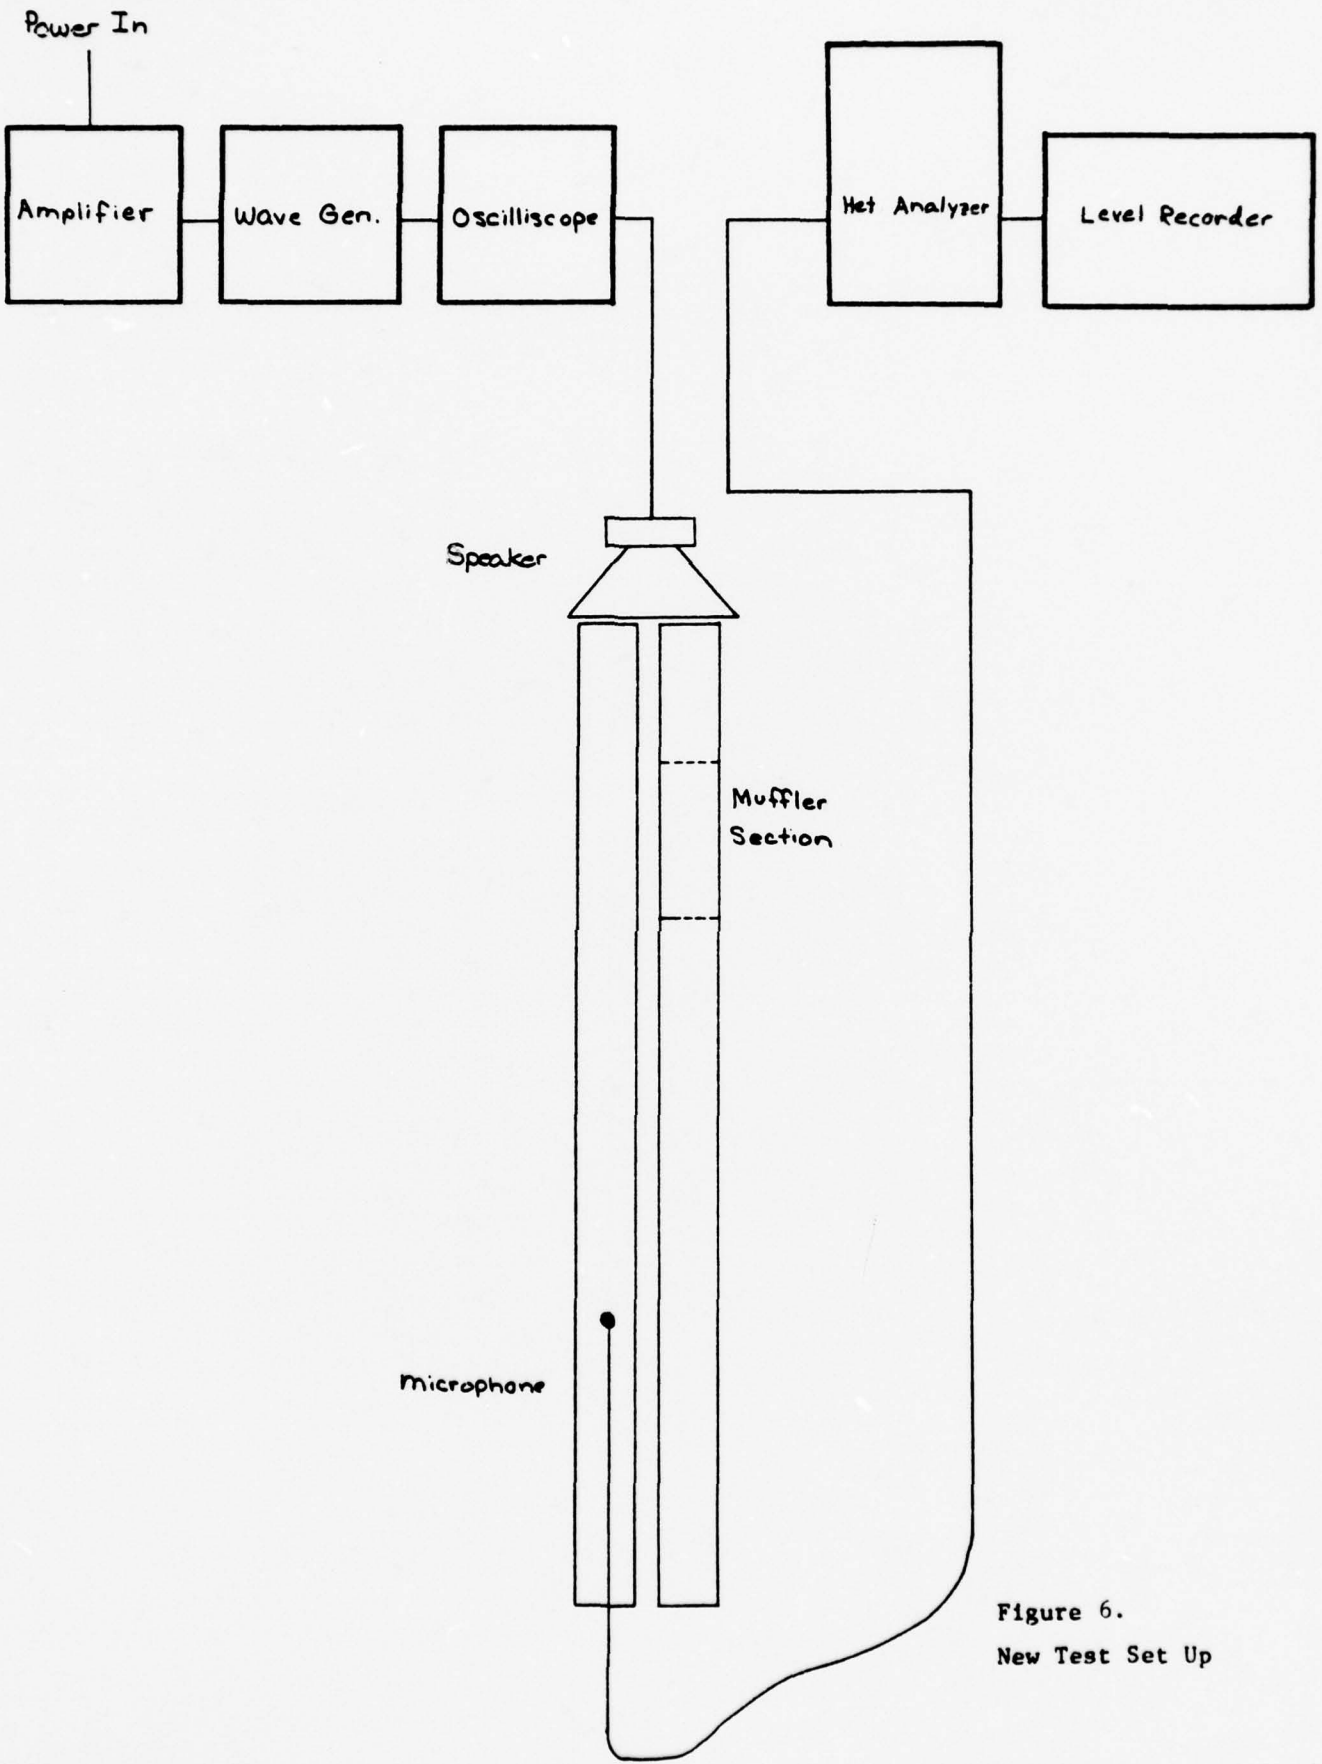 Power In
Amplifier
Wave Gen.
Oscilliscope
Het Analyzer
Level Recorder
Speaker
Muffler
Section
Microphone
Figure 6.
New Test Set Up